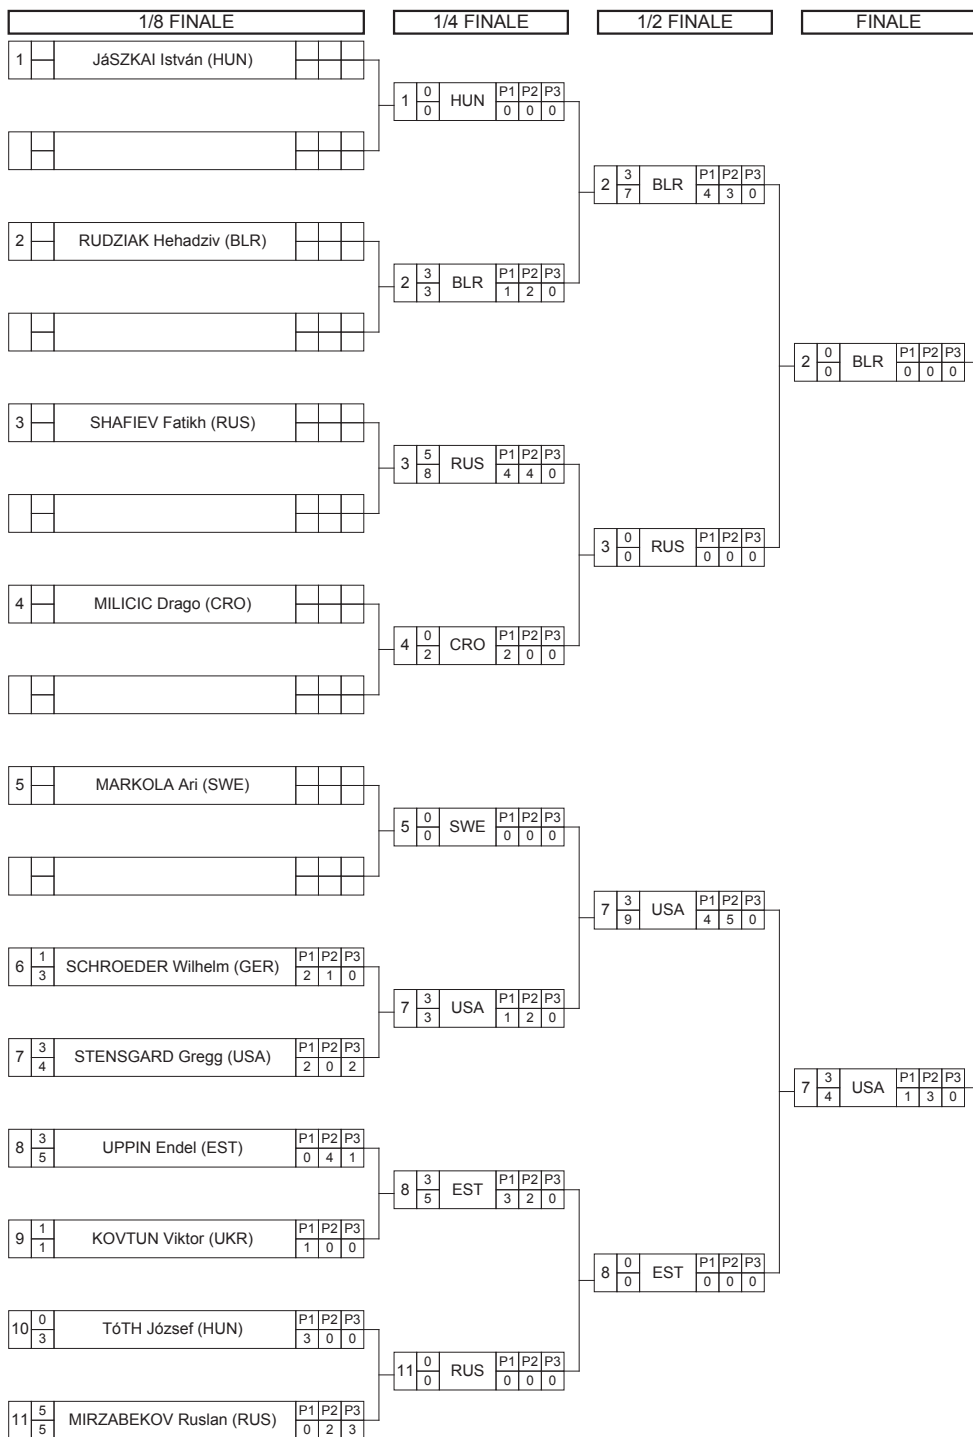 1/8 FINALE 1/4 FINALE 1/2 FINALE FINALE
1 JáSZKAI István (HUN)
0 P1 P2 P3
1 HUN
0 0 0 0
3 P1 P2 P3
2 BLR
7 4 3 0
2 RUDZIAK Hehadziv (BLR)
3 P1 P2 P3
2 BLR
3 1 2 0
0 P1 P2 P3
2 BLR
0 0 0 0
3 SHAFIEV Fatikh (RUS)
5 P1 P2 P3
3 RUS
8 4 4 0
0 P1 P2 P3
3 RUS
0 0 0 0
4 MILICIC Drago (CRO)
0 P1 P2 P3
4 CRO
2 2 0 0
5 MARKOLA Ari (SWE)
0 P1 P2 P3
5 SWE
0 0 0 0
3 P1 P2 P3
7 USA
9 4 5 0
1 P1 P2 P3
6 SCHROEDER Wilhelm (GER)
3 2 1 0
3 P1 P2 P3
7 USA
3 1 2 0
3 P1 P2 P3
7 STENSGARD Gregg (USA)
4 2 0 2
3 P1 P2 P3
7 USA
4 1 3 0
3 P1 P2 P3
8 UPPIN Endel (EST)
5 0 4 1
3 P1 P2 P3
8 EST
5 3 2 0
1 P1 P2 P3
9 KOVTUN Viktor (UKR)
1 1 0 0
0 P1 P2 P3
8 EST
0 0 0 0
0 P1 P2 P3
10 TóTH József (HUN)
3 3 0 0
0 P1 P2 P3
11 RUS
0 0 0 0
5 P1 P2 P3
11 MIRZABEKOV Ruslan (RUS)
5 0 2 3